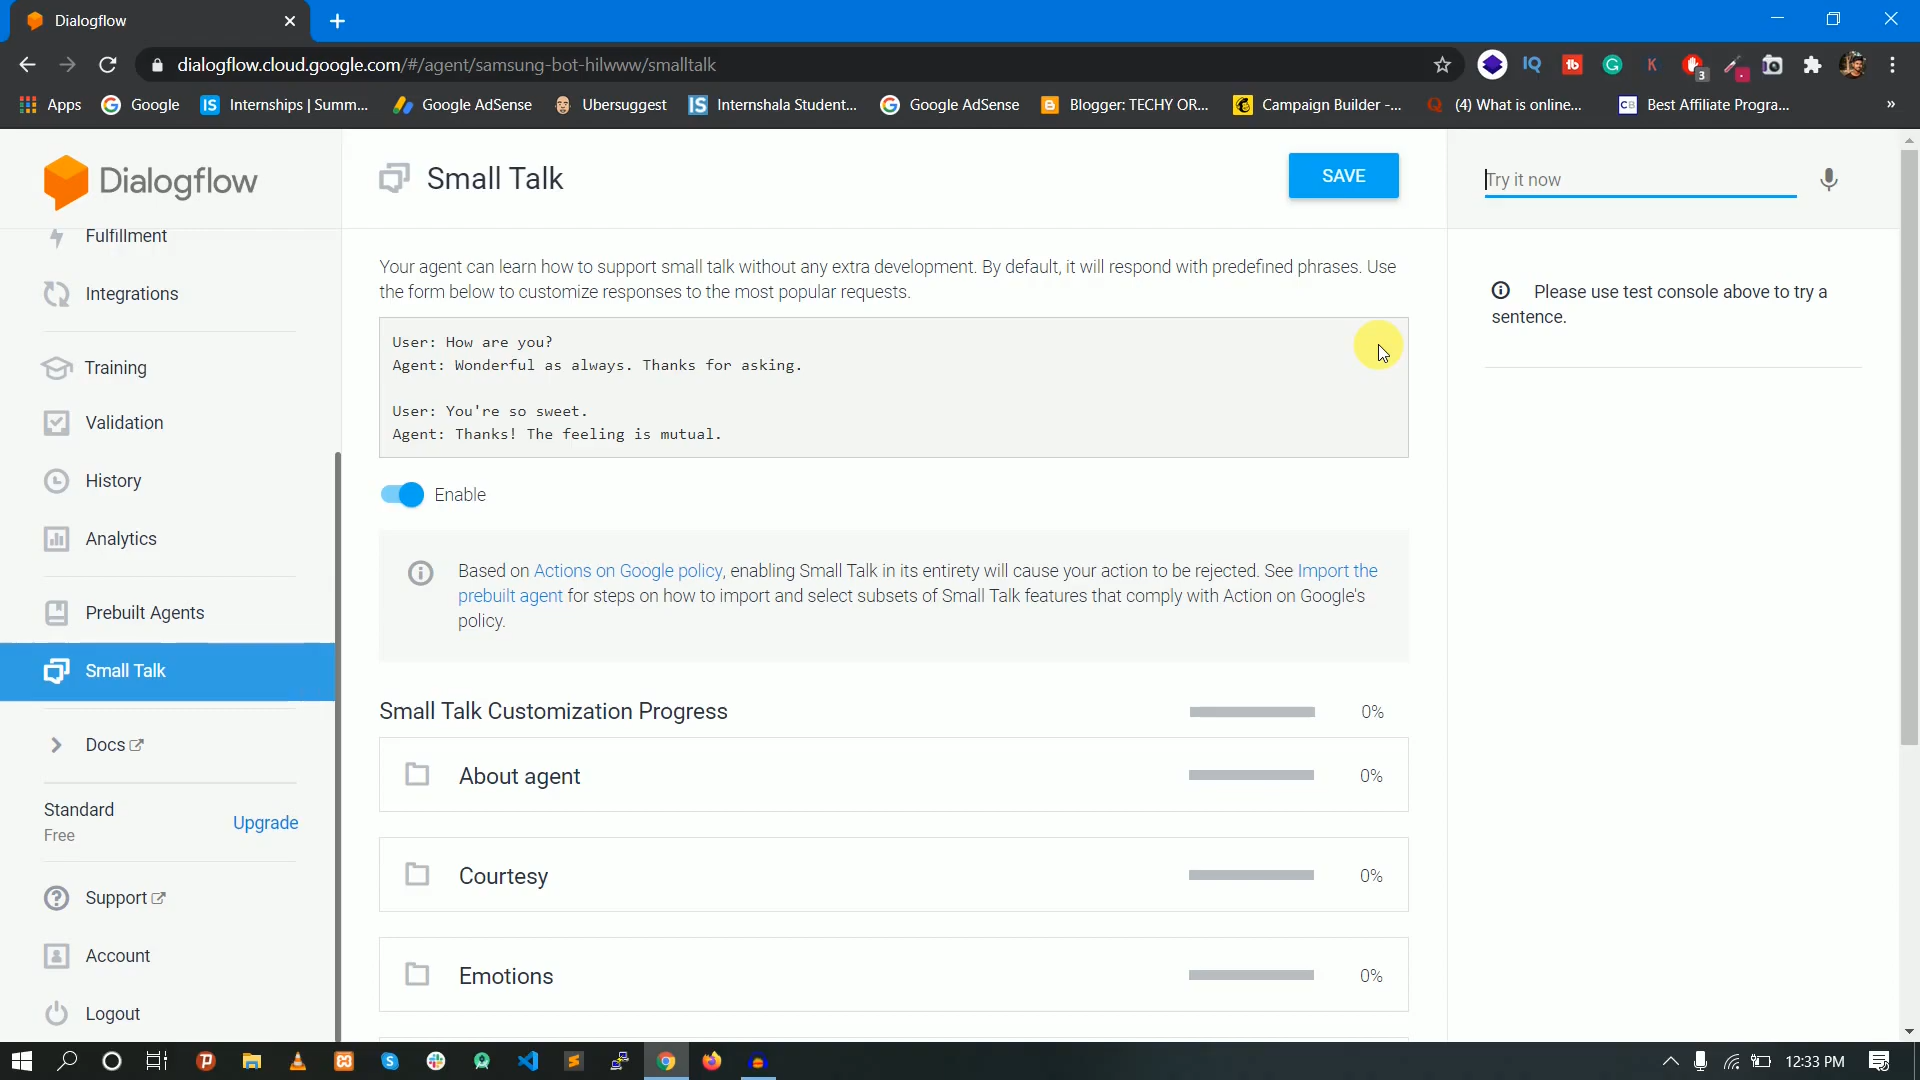 Dialogflow
dialogflow.cloud.google.com/#/agent/samsung-bot-hilwww/smalltalk
IQ
tb
G
K
3
Apps
Google
IS
Internships | Summ...
Google AdSense
Ubersuggest
IS
Internshala Student...
Google AdSense
Blogger: TECHY OR...
Campaign Builder -...
(4) What is online...
CB
Best Affiliate Progra...
»
Dialogflow
Fulfillment
Integrations
Training
Validation
History
Analytics
Prebuilt Agents
Small Talk
Docs
Standard
Free
Upgrade
Support
Account
Logout
Small Talk
SAVE
Your agent can learn how to support small talk without any extra development. By default, it will respond with predefined phrases. Use
the form below to customize responses to the most popular requests.
User: How are you?
Agent: Wonderful as always. Thanks for asking.
User: You're so sweet.
Agent: Thanks! The feeling is mutual.
Enable
Based on Actions on Google policy, enabling Small Talk in its entirety will cause your action to be rejected. See Import the
prebuilt agent for steps on how to import and select subsets of Small Talk features that comply with Action on Google's
policy.
Small Talk Customization Progress
0%
About agent
0%
Courtesy
0%
Emotions
0%
Try it now
Please use test console above to try a
sentence.
12:33 PM